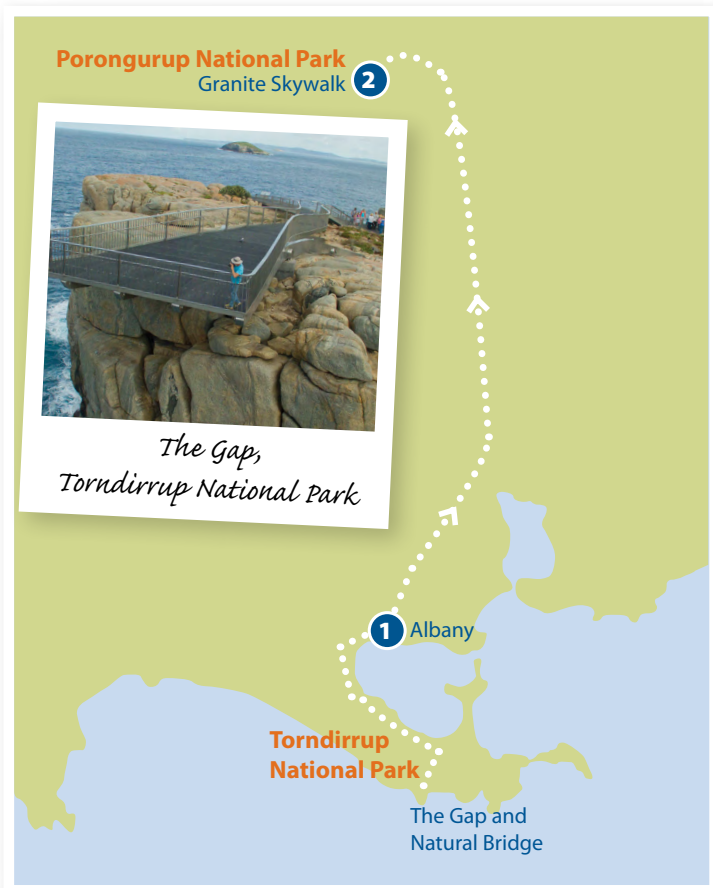 Porongurup National Park
Granite Skywalk
2
The Gap,
Torndirrup National Park
1
Albany
Torndirrup
National Park
The Gap and
Natural Bridge